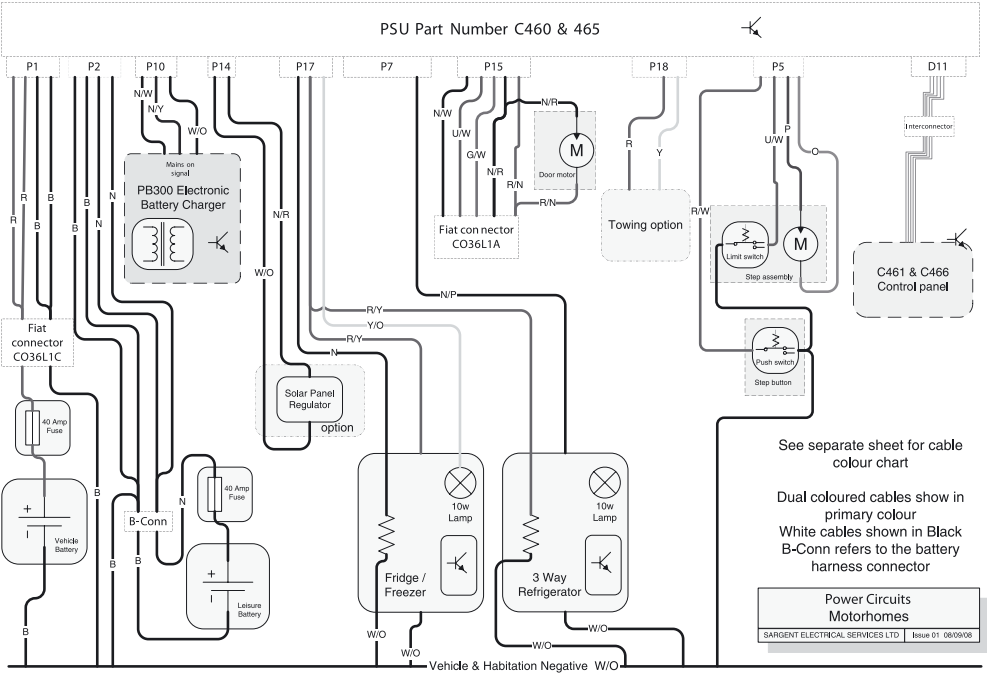 PSU Part Number C460 & 465
P1
P2
P10
P14
P17
P7
P15
P18
P5
D11
N/W
N/Y
W/O
N/W
U/W
G/W
N/R
R/N
N/R
R
Y
U/W
P
O
Interconnector
R
R
B
B
B
B
N
N
Mains on
signal
PB300 Electronic
Battery Charger
N/R
W/O
M
Door motor
R/N
Fiat connector
CO36L1A
Towing option
R/W
Limit switch
M
Step assembly
C461 & C466
Control panel
N/P
R/Y
Y/O
R/Y
N
Fiat
connector
CO36L1C
Push switch
Step button
Solar Panel
Regulator
option
40 Amp
Fuse
See separate sheet for cable
colour chart
Dual coloured cables show in
primary colour
White cables shown in Black
B-Conn refers to the battery
harness connector
B
B-Conn
N
40 Amp
Fuse
10w
Lamp
10w
Lamp
+
–
Vehicle
Battery
B
B
+
–
Leisure
Battery
Fridge /
Freezer
3 Way
Refrigerator
Power Circuits
Motorhomes
SARGENT ELECTRICAL SERVICES LTD
Issue 01 08/09/08
B
W/O
W/O
W/O
W/O
Vehicle & Habitation Negative W/O